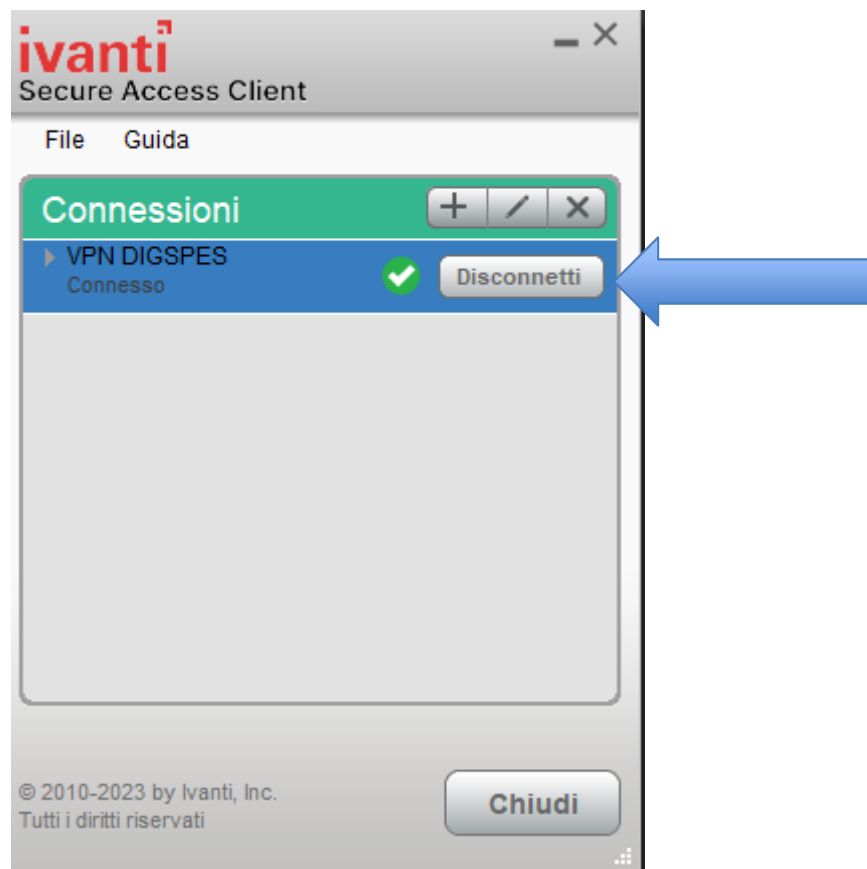 ivanti
Secure Access Client
File Guida
Connessioni
VPN DIGSPES
Connesso
Disconnetti
© 2010-2023 by Ivanti, Inc.
Tutti i diritti riservati
Chiudi